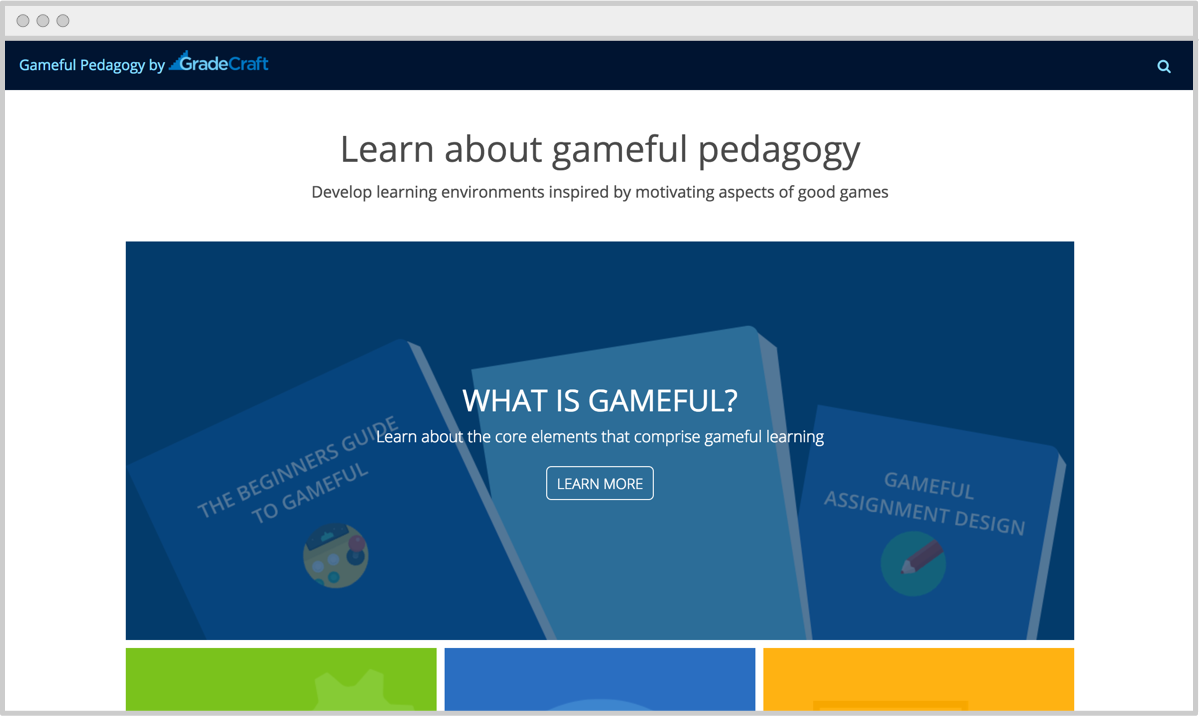 Gameful Pedagogy by GradeCraft
Learn about gameful pedagogy
Develop learning environments inspired by motivating aspects of good games
WHAT IS GAMEFUL?
Learn about the core elements that comprise gameful learning
LEARN MORE
THE BEGINNERS GUIDE
TO GAMEFUL
GAMEFUL
ASSIGNMENT DESIGN